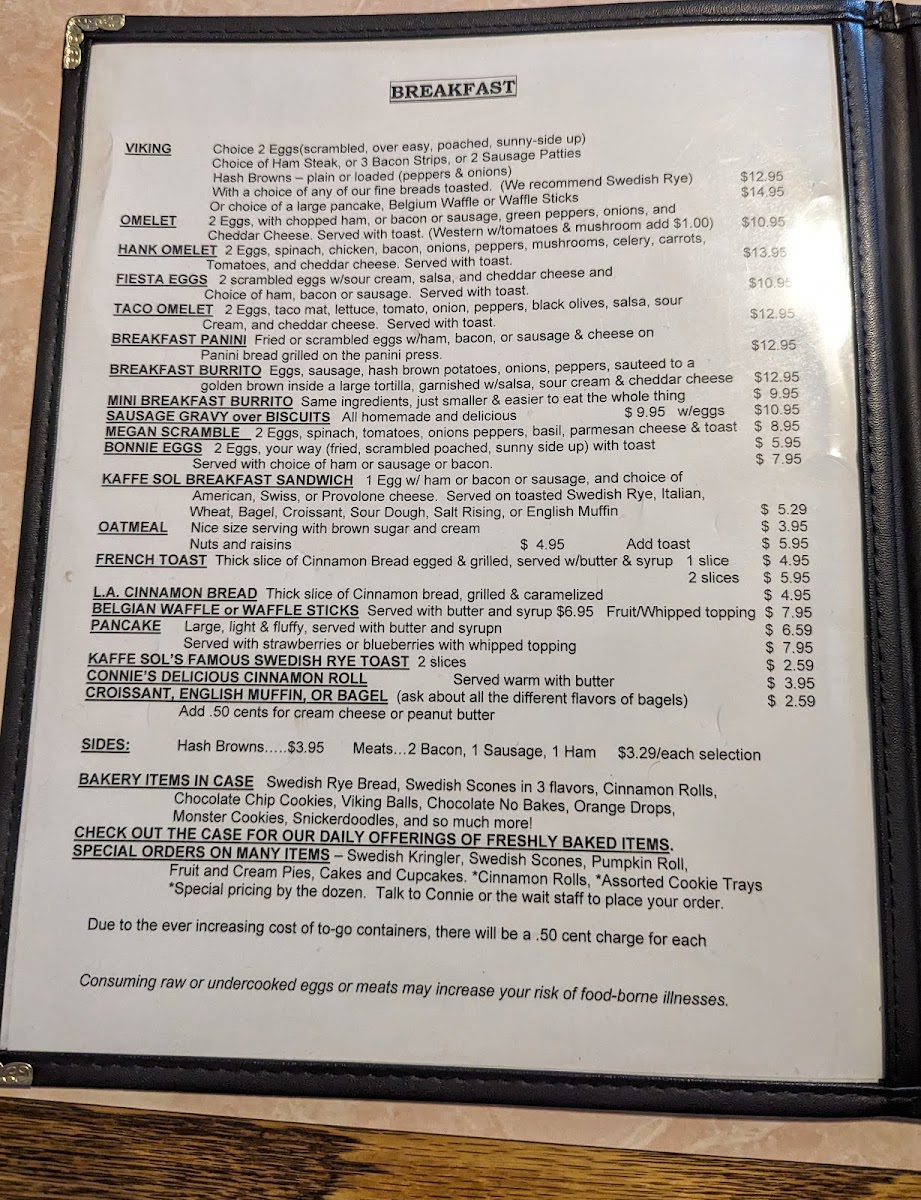 BREAKFAST
VIKING Choice 2 Eggs(scrambled, over easy, poached, sunny-side up)
Choice of Ham Steak, or 3 Bacon Strips, or 2 Sausage Patties
Hash Browns – plain or loaded (peppers & onions)
With a choice of any of our fine breads toasted. (We recommend Swedish Rye) $12.95
Or choice of a large pancake, Belgium Waffle or Waffle Sticks $14.95
OMELET 2 Eggs, with chopped ham, or bacon or sausage, green peppers, onions, and
Cheddar Cheese. Served with toast. (Western w/tomatoes & mushroom add $1.00) $10.95
HANK OMELET 2 Eggs, spinach, chicken, bacon, onions, peppers, mushrooms, celery, carrots,
Tomatoes, and cheddar cheese. Served with toast. $13.95
FIESTA EGGS 2 scrambled eggs w/sour cream, salsa, and cheddar cheese and
Choice of ham, bacon or sausage. Served with toast. $10.95
TACO OMELET 2 Eggs, taco mat, lettuce, tomato, onion, peppers, black olives, salsa, sour
Cream, and cheddar cheese. Served with toast. $12.95
BREAKFAST PANINI Fried or scrambled eggs w/ham, bacon, or sausage & cheese on
Panini bread grilled on the panini press. $12.95
BREAKFAST BURRITO Eggs, sausage, hash brown potatoes, onions, peppers, sauteed to a
golden brown inside a large tortilla, garnished w/salsa, sour cream & cheddar cheese $12.95
MINI BREAKFAST BURRITO Same ingredients, just smaller & easier to eat the whole thing $ 9.95
SAUSAGE GRAVY over BISCUITS All homemade and delicious $ 9.95 w/eggs $10.95
MEGAN SCRAMBLE 2 Eggs, spinach, tomatoes, onions peppers, basil, parmesan cheese & toast $ 8.95
BONNIE EGGS 2 Eggs, your way (fried, scrambled poached, sunny side up) with toast $ 5.95
Served with choice of ham or sausage or bacon. $ 7.95
KAFFE SOL BREAKFAST SANDWICH 1 Egg w/ ham or bacon or sausage, and choice of
American, Swiss, or Provolone cheese. Served on toasted Swedish Rye, Italian,
Wheat, Bagel, Croissant, Sour Dough, Salt Rising, or English Muffin $ 5.29
OATMEAL Nice size serving with brown sugar and cream $ 3.95
Nuts and raisins $ 4.95 Add toast $ 5.95
FRENCH TOAST Thick slice of Cinnamon Bread egged & grilled, served w/butter & syrup 1 slice $ 4.95
2 slices $ 5.95
L.A. CINNAMON BREAD Thick slice of Cinnamon bread, grilled & caramelized $ 4.95
BELGIAN WAFFLE or WAFFLE STICKS Served with butter and syrup $6.95 Fruit/Whipped topping $ 7.95
PANCAKE Large, light & fluffy, served with butter and syrupn $ 6.59
Served with strawberries or blueberries with whipped topping $ 7.95
KAFFE SOL'S FAMOUS SWEDISH RYE TOAST 2 slices $ 2.59
CONNIE'S DELICIOUS CINNAMON ROLL Served warm with butter $ 3.95
CROISSANT, ENGLISH MUFFIN, OR BAGEL (ask about all the different flavors of bagels) $ 2.59
Add .50 cents for cream cheese or peanut butter
SIDES: Hash Browns.....$3.95 Meats...2 Bacon, 1 Sausage, 1 Ham $3.29/each selection
BAKERY ITEMS IN CASE Swedish Rye Bread, Swedish Scones in 3 flavors, Cinnamon Rolls,
Chocolate Chip Cookies, Viking Balls, Chocolate No Bakes, Orange Drops,
Monster Cookies, Snickerdoodles, and so much more!
CHECK OUT THE CASE FOR OUR DAILY OFFERINGS OF FRESHLY BAKED ITEMS.
SPECIAL ORDERS ON MANY ITEMS – Swedish Kringler, Swedish Scones, Pumpkin Roll,
Fruit and Cream Pies, Cakes and Cupcakes. *Cinnamon Rolls, *Assorted Cookie Trays
*Special pricing by the dozen. Talk to Connie or the wait staff to place your order.
Due to the ever increasing cost of to-go containers, there will be a .50 cent charge for each
Consuming raw or undercooked eggs or meats may increase your risk of food-borne illnesses.